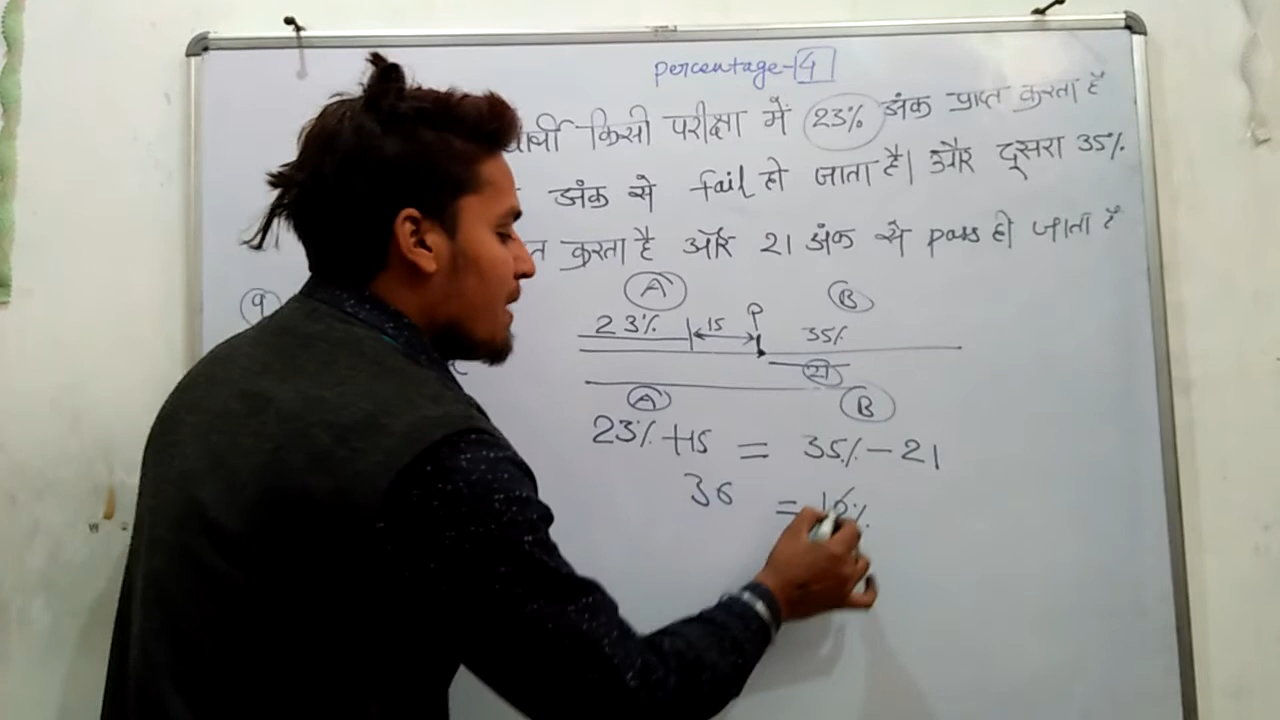 percentage-4
किसी परीक्षा में 23% अंक प्राप्त करता है
अंक से fail हो जाता है। और दूसरा 35%
करता है और 21 अंक से pass हो जाता है
9
A B
23% 15 P 35%
21
A B
23% + 15 = 35% - 21
36 =